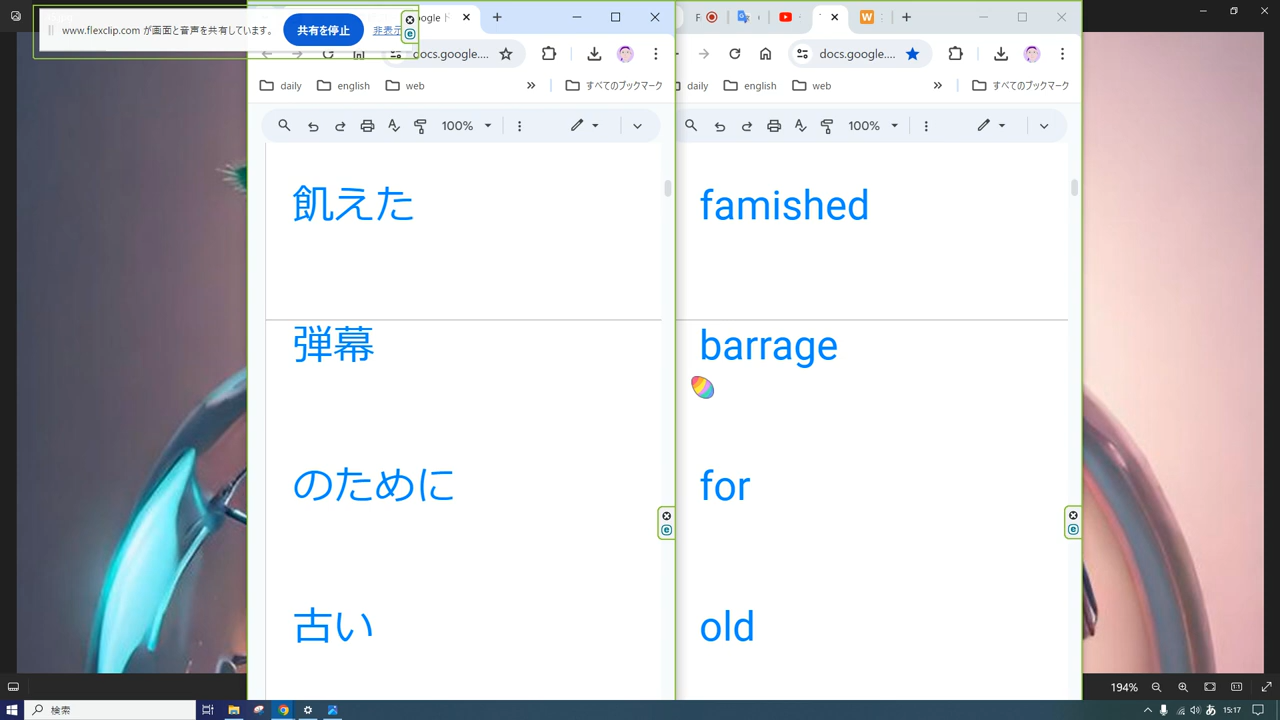 www.flexclip.com が画面と音声を共有しています。
共有を停止
非表示
oogle ド
docs.google....
daily
english
web
»
すべてのブックマーク
100%
飢えた
弾幕
のために
古い
F
docs.google....
daily
english
web
»
すべてのブックマーク
100%
famished
barrage
for
old
194%
検索
あ
15:17